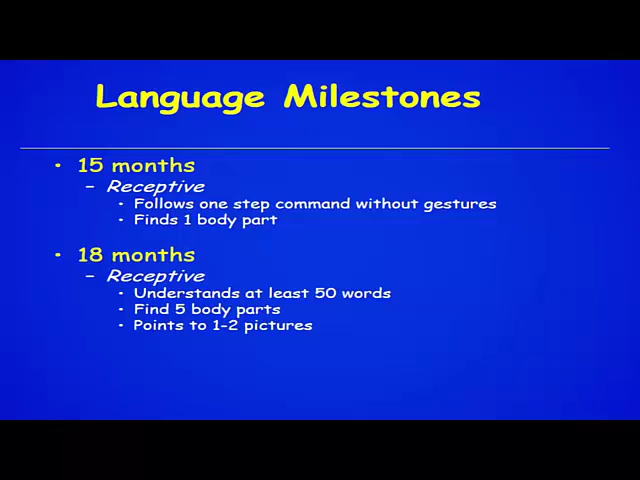 Language Milestones
• 15 months
– Receptive
• Follows one step command without gestures
• Finds 1 body part
• 18 months
– Receptive
• Understands at least 50 words
• Find 5 body parts
• Points to 1-2 pictures